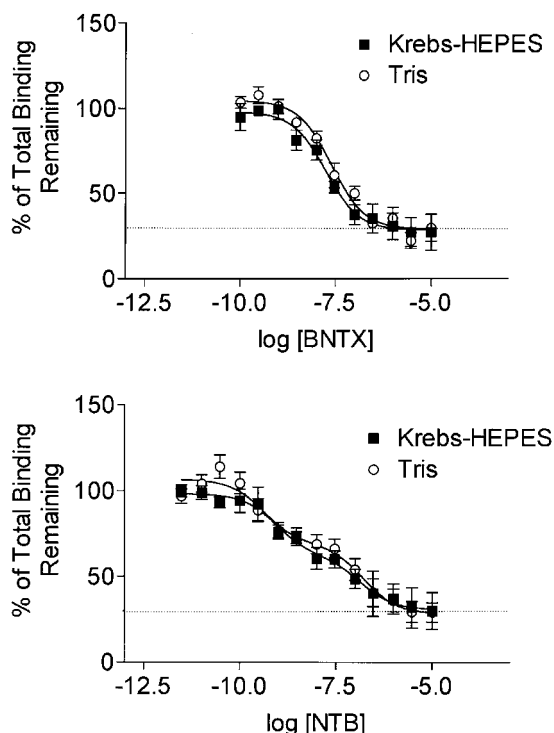 150
Krebs-HEPES
Tris
100
50
0
% of Total Binding
Remaining
-12.5 -10.0 -7.5 -5.0
log [BNTX]
150
Krebs-HEPES
Tris
100
50
0
% of Total Binding
Remaining
-12.5 -10.0 -7.5 -5.0
log [NTB]